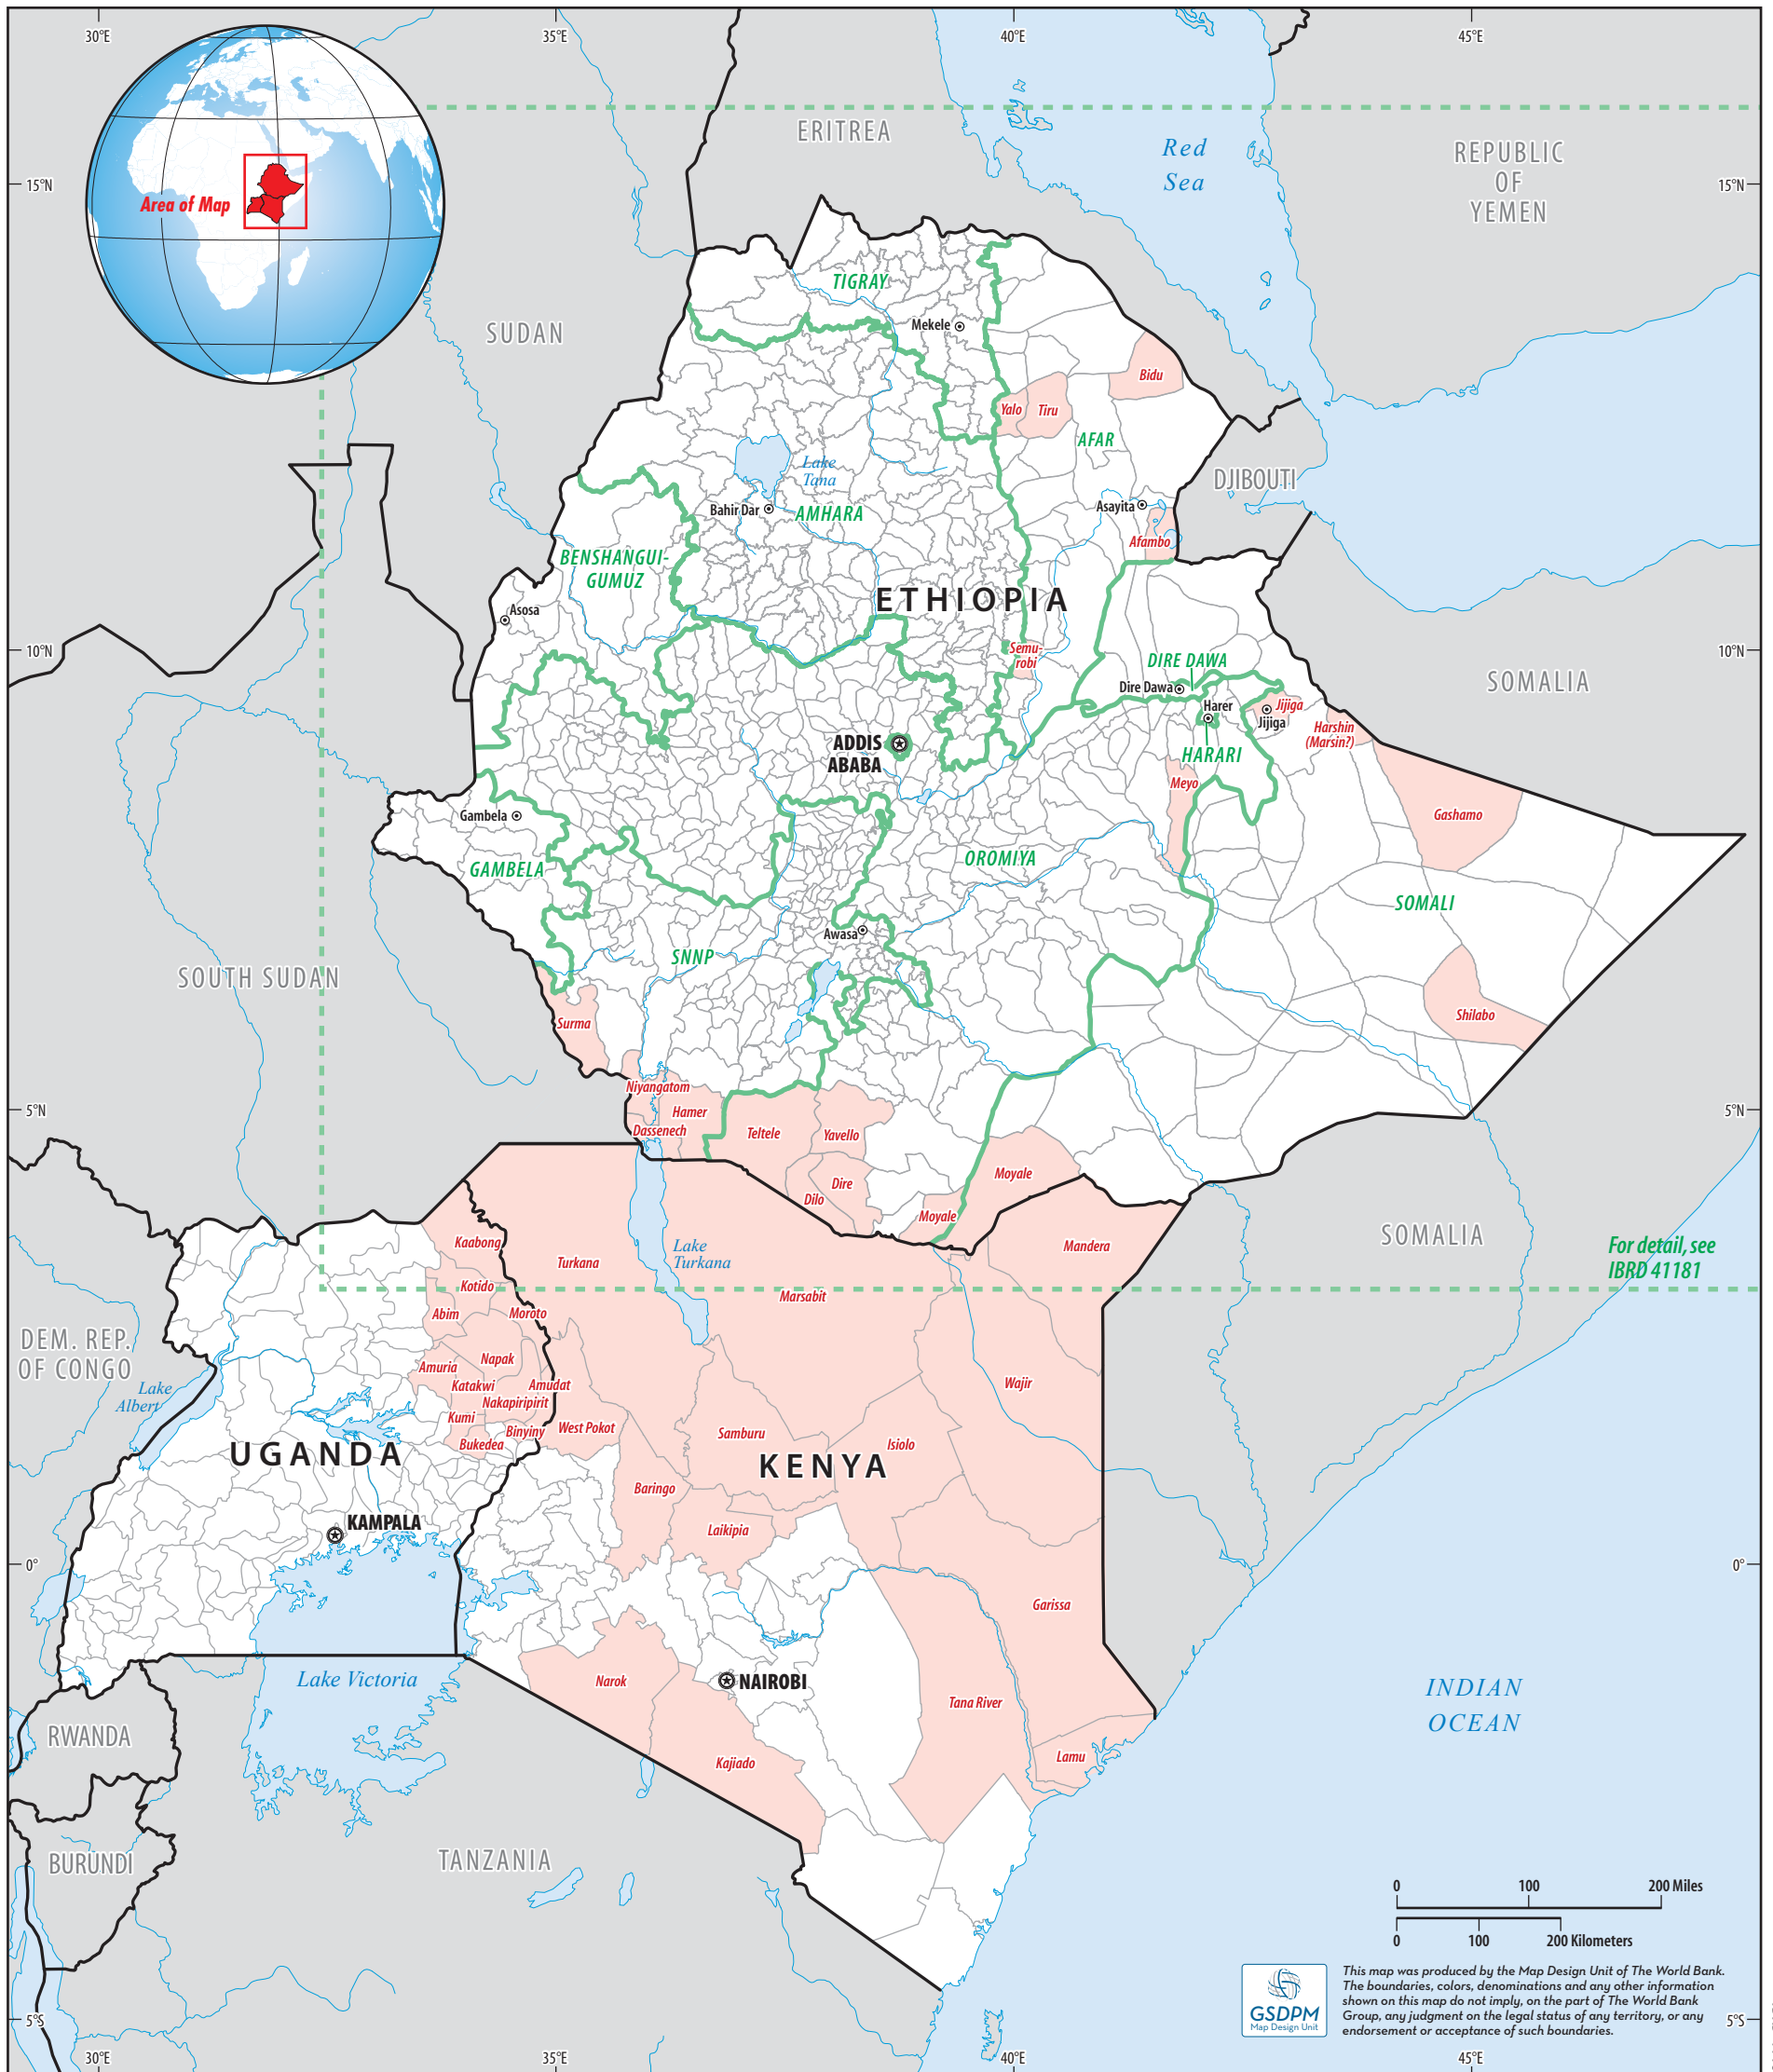 30°E
35°E
40°E
45°E
15°N
15°N
ERITREA
Red
Sea
REPUBLIC
OF
YEMEN
Area of Map
SUDAN
TIGRAY
Mekele
Bidu
Yalo
Tiru
AFAR
DJIBOUTI
Lake
Tana
Bahir Dar
AMHARA
Asayita
Afambo
BENSHANGUI-
GUMUZ
ETHIOPIA
Asosa
10°N
10°N
Semu-
robi
DIRE DAWA
Dire Dawa
SOMALIA
Harer
Jijiga
Jijiga
Harshin
(Marsin?)
ADDIS
ABABA
HARARI
Meyo
Gashamo
Gambela
GAMBELA
OROMIYA
SOMALI
Awasa
SNNP
SOUTH SUDAN
Surma
Shilabo
Niyangatom
Hamer
Dassenech
5°N
5°N
Teltele
Yavello
Dire
Dilo
Moyale
Moyale
Kaabong
Turkana
Lake
Turkana
Mandera
SOMALIA
For detail, see
IBRD 41181
Kotido
Marsabit
Abim
Moroto
DEM. REP.
OF CONGO
Napak
Amuria
Katakwi
Amudat
Nakapiripirit
Wajir
Lake
Albert
Kumi
Binyiny
West Pokot
Bukedea
Samburu
Isiolo
UGANDA
KENYA
Baringo
KAMPALA
Laikipia
0°
0°
Garissa
Lake Victoria
Narok
NAIROBI
Tana River
INDIAN
OCEAN
RWANDA
Kajiado
Lamu
BURUNDI
TANZANIA
0 100 200 Miles
0 100 200 Kilometers
GSDPM
Map Design Unit
This map was produced by the Map Design Unit of The World Bank.
The boundaries, colors, denominations and any other information
shown on this map do not imply, on the part of The World Bank
Group, any judgment on the legal status of any territory, or any
endorsement or acceptance of such boundaries.
5°S
5°S
30°E
35°E
40°E
45°E